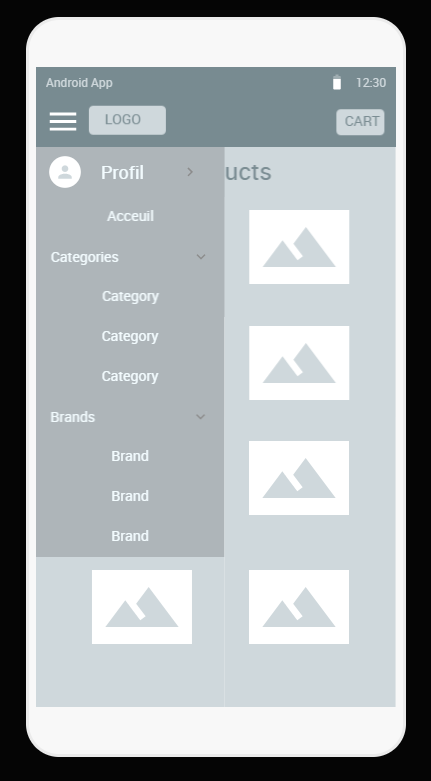 Android App 12:30
LOGO CART
Profil
ucts
Acceuil
Categories
Category
Category
Category
Brands
Brand
Brand
Brand